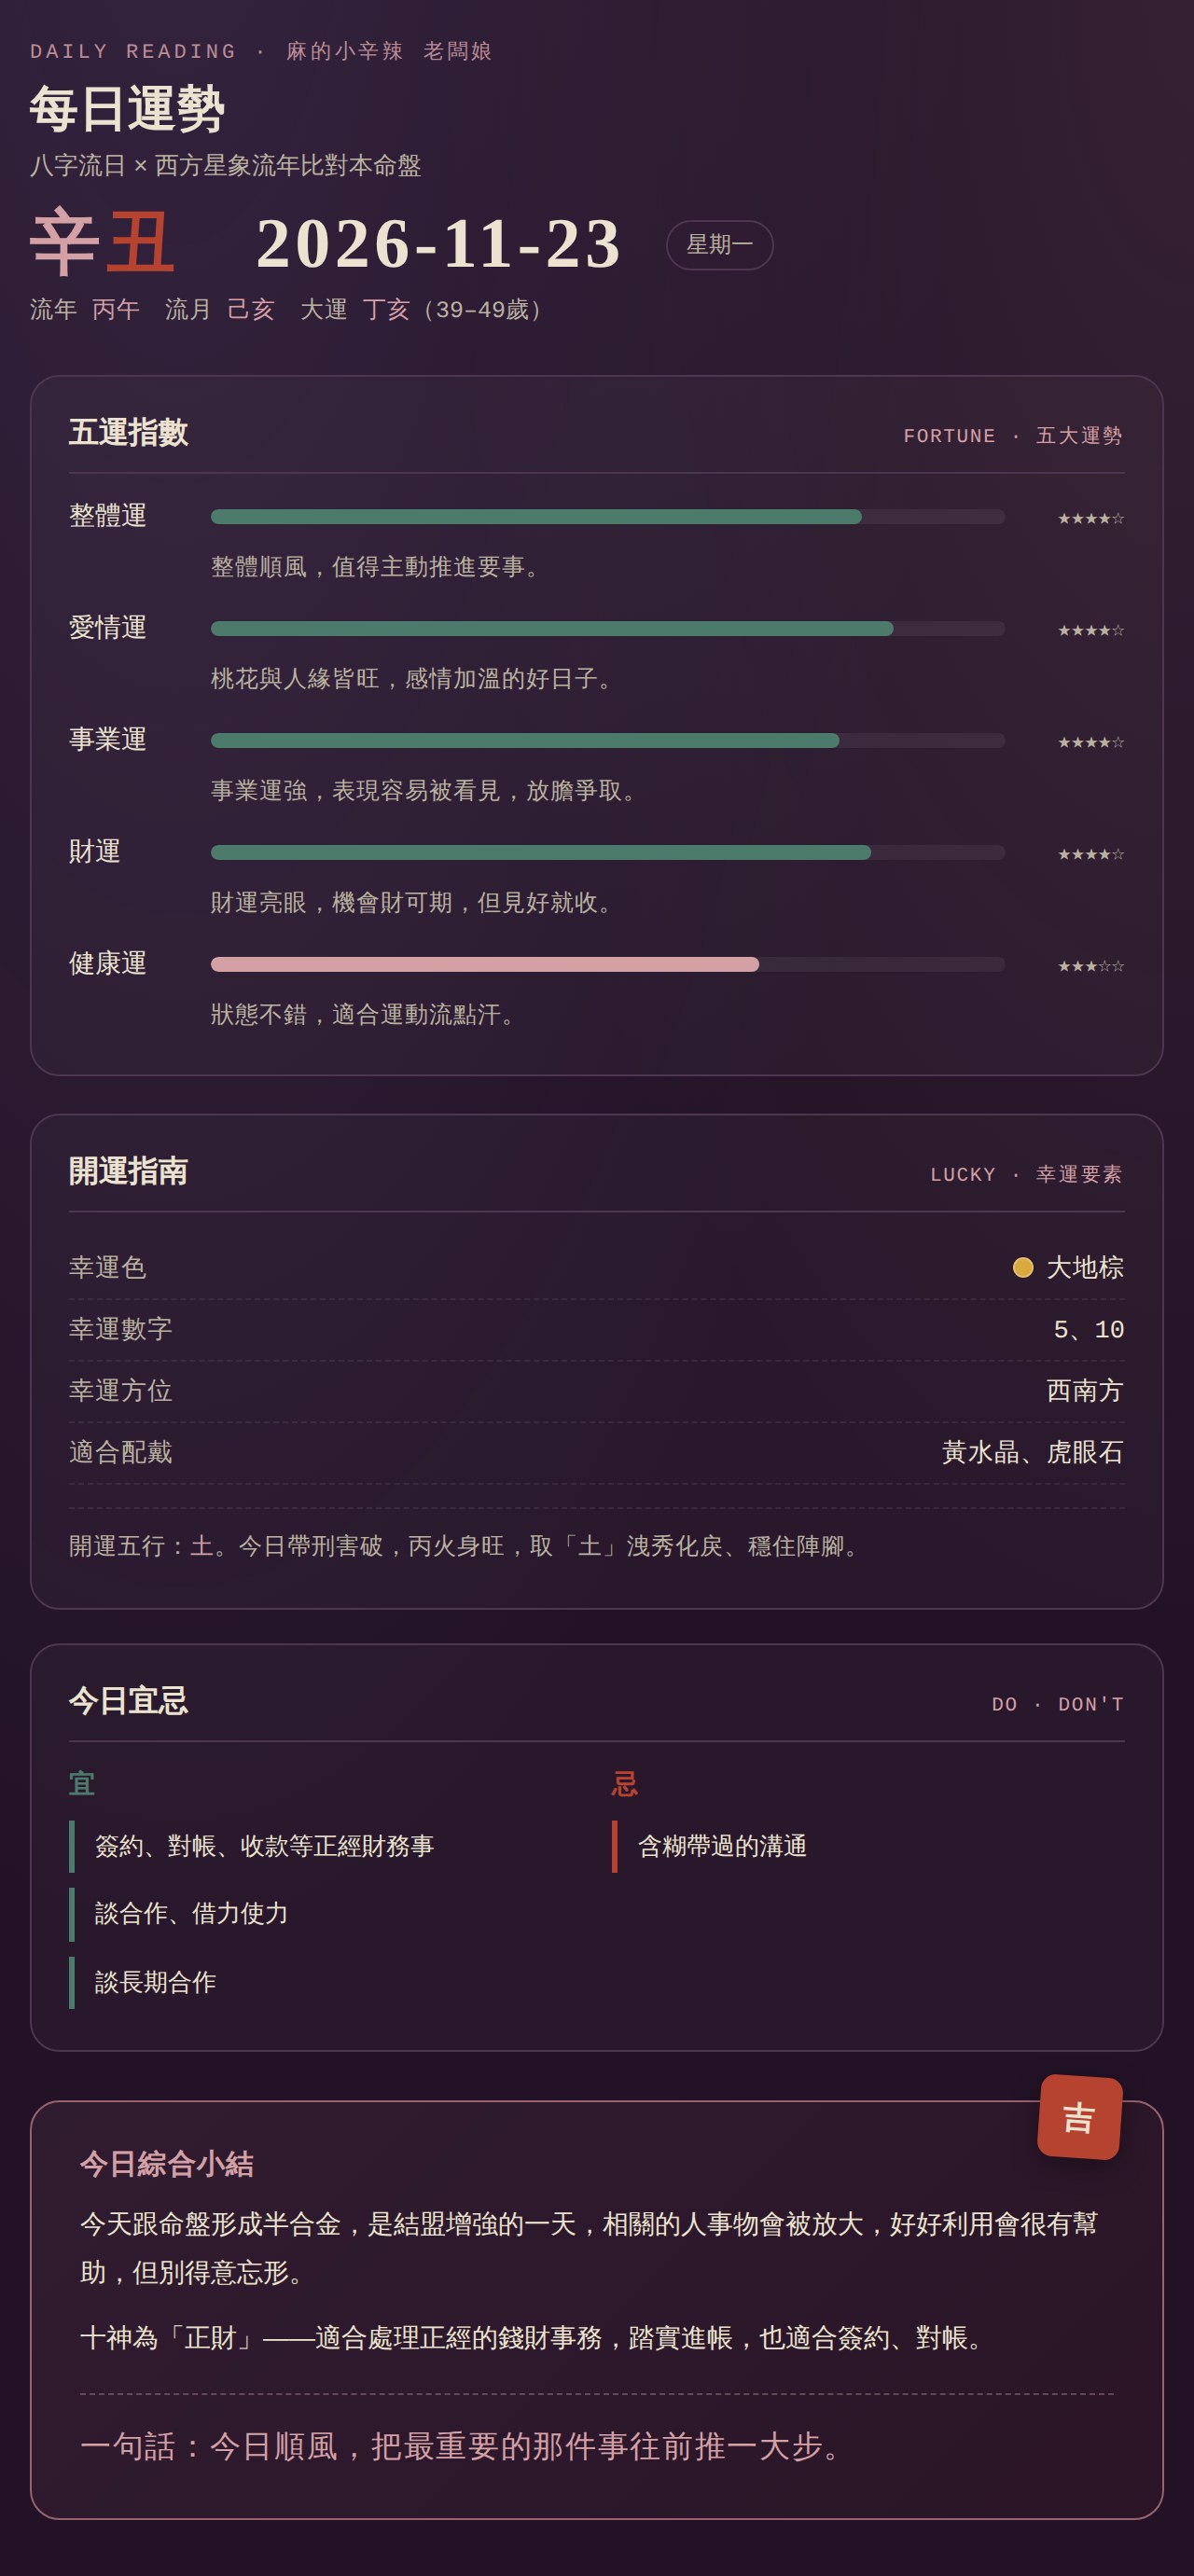 DAILY READING · 麻的小辛辣 老闆娘
每日運勢
八字流日 × 西方星象流年比對本命盤
辛丑 2026-11-23 星期一
流年 丙午 流月 己亥 大運 丁亥（39–49歲）
五運指數 FORTUNE · 五大運勢
整體運 ★★★★☆
整體順風，值得主動推進要事。
愛情運 ★★★★☆
桃花與人緣皆旺，感情加溫的好日子。
事業運 ★★★★☆
事業運強，表現容易被看見，放膽爭取。
財運 ★★★★☆
財運亮眼，機會財可期，但見好就收。
健康運 ★★★☆☆
狀態不錯，適合運動流點汗。
開運指南 LUCKY · 幸運要素
幸運色 大地棕
幸運數字 5、10
幸運方位 西南方
適合配戴 黃水晶、虎眼石
開運五行：土。今日帶刑害破，丙火身旺，取「土」洩秀化戾、穩住陣腳。
今日宜忌 DO · DON'T
宜
簽約、對帳、收款等正經財務事
談合作、借力使力
談長期合作
忌
含糊帶過的溝通
吉
今日綜合小結
今天跟命盤形成半合金，是結盟增強的一天，相關的人事物會被放大，好好利用會很有幫
助，但別得意忘形。
十神為「正財」——適合處理正經的錢財事務，踏實進帳，也適合簽約、對帳。
一句話：今日順風，把最重要的那件事往前推一大步。